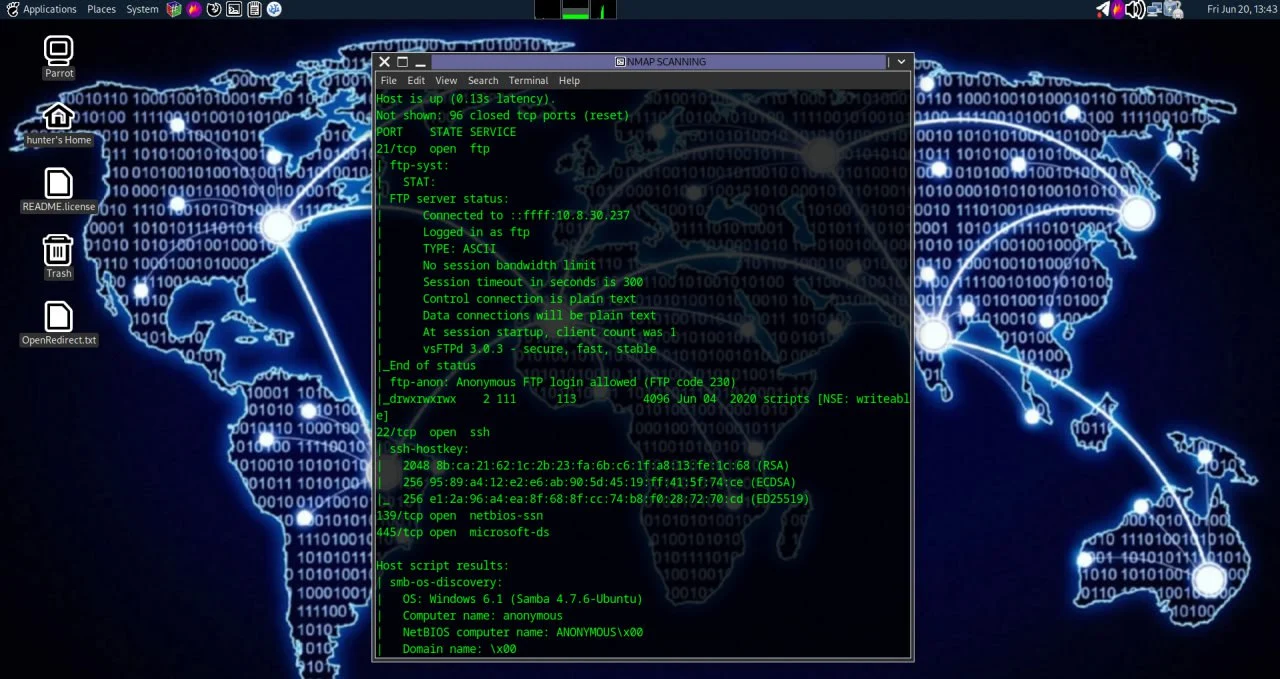 Applications Places System Fri Jun 20, 13:43
Parrot
hunter's Home
README.license
Trash
OpenRedirect.txt
NMAP SCANNING
File Edit View Search Terminal Help
Host is up (0.13s latency).
Not shown: 96 closed tcp ports (reset)
PORT    STATE SERVICE
21/tcp  open  ftp
| ftp-syst:
|   STAT:
| FTP server status:
|      Connected to ::ffff:10.8.30.237
|      Logged in as ftp
|      TYPE: ASCII
|      No session bandwidth limit
|      Session timeout in seconds is 300
|      Control connection is plain text
|      Data connections will be plain text
|      At session startup, client count was 1
|      vsFTPd 3.0.3 - secure, fast, stable
|_End of status
| ftp-anon: Anonymous FTP login allowed (FTP code 230)
|_drwxrwxrwx    2 111      113          4096 Jun 04  2020 scripts [NSE: writeabl
e]
22/tcp  open  ssh
| ssh-hostkey:
|   2048 8b:ca:21:62:1c:2b:23:fa:6b:c6:1f:a8:13:fe:1c:68 (RSA)
|   256 95:89:a4:12:e2:e6:ab:90:5d:45:19:ff:41:5f:74:ce (ECDSA)
|_  256 e1:2a:96:a4:ea:8f:68:8f:cc:74:b8:f0:28:72:70:cd (ED25519)
139/tcp open  netbios-ssn
445/tcp open  microsoft-ds
Host script results:
| smb-os-discovery:
|   OS: Windows 6.1 (Samba 4.7.6-Ubuntu)
|   Computer name: anonymous
|   NetBIOS computer name: ANONYMOUS\x00
|   Domain name: \x00